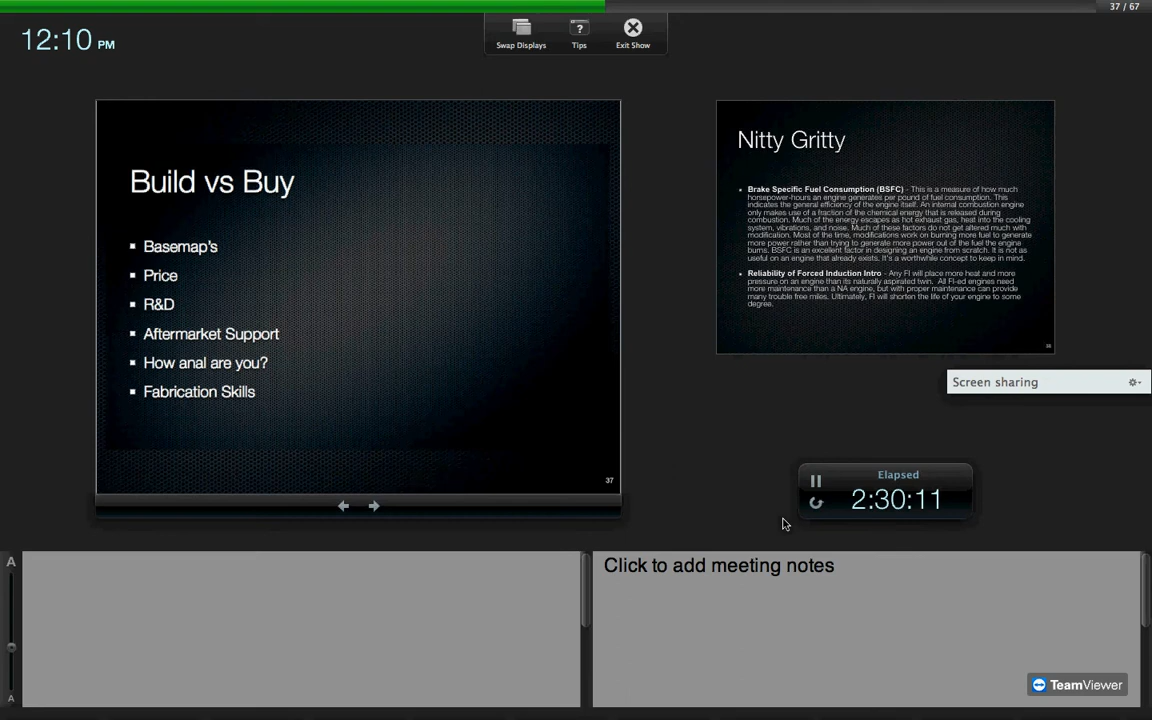 37 / 67
12:10 PM
Swap Displays
Tips
Exit Show
Build vs Buy
Basemap's
Price
R&D
Aftermarket Support
How anal are you?
Fabrication Skills
37
Nitty Gritty
Brake Specific Fuel Consumption (BSFC) - This is a measure of how much
horsepower-hours an engine generates per pound of fuel consumption. This
indicates the general efficiency of the engine itself. An internal combustion engine
only makes use of a fraction of the chemical energy that is released during
combustion. Much of the energy escapes as hot exhaust gas, heat into the cooling
system, vibrations, and noise. Much of these factors do not get altered much with
modification. Most of the time, modifications work on burning more fuel to generate
more power rather than trying to generate more power out of the fuel the engine
burns. BSFC is an excellent factor in designing an engine from scratch. It is not as
useful on an engine that already exists. It's a worthwhile concept to keep in mind.
Reliability of Forced Induction Intro - Any FI will place more heat and more
pressure on an engine than its naturally aspirated twin. All FI-ed engines need
more maintenance than a NA engine, but with proper maintenance can provide
many trouble free miles. Ultimately, FI will shorten the life of your engine to some
degree.
38
Screen sharing
Elapsed
2:30:11
A
A
Click to add meeting notes
TeamViewer